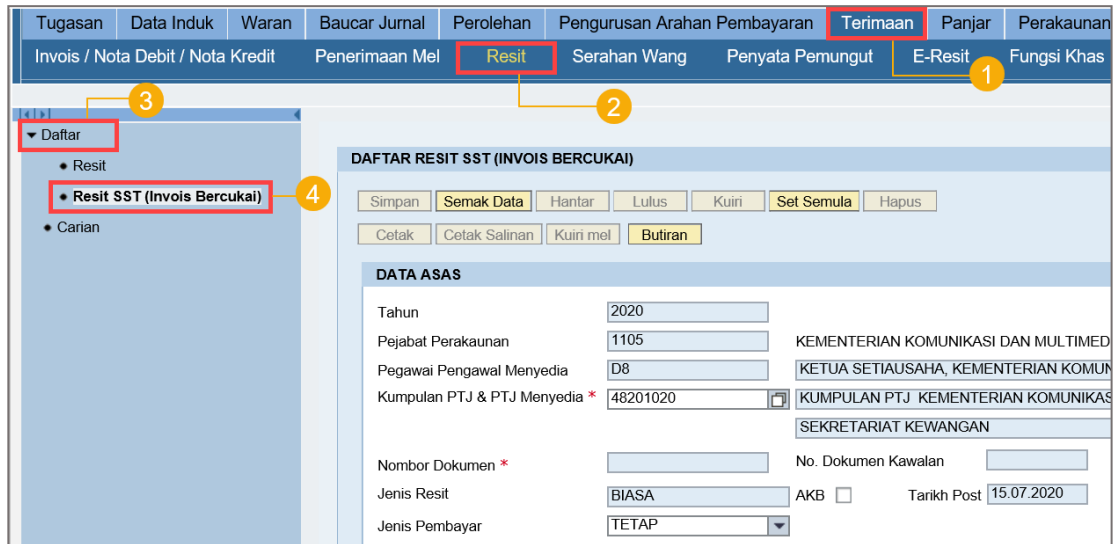 Tugasan Data Induk Waran Baucar Jurnal Perolehan Pengurusan Arahan Pembayaran Terimaan Panjar Perakaunan
Invois / Nota Debit / Nota Kredit Penerimaan Mel Resit Serahan Wang Penyata Pemungut E-Resit Fungsi Khas
1
2
3
Daftar
Resit
Resit SST (Invois Bercukai)
4
Carian
DAFTAR RESIT SST (INVOIS BERCUKAI)
Simpan Semak Data Hantar Lulus Kuiri Set Semula Hapus
Cetak Cetak Salinan Kuiri mel Butiran
DATA ASAS
Tahun 2020
Pejabat Perakaunan 1105 KEMENTERIAN KOMUNIKASI DAN MULTIMED
Pegawai Pengawal Menyedia D8 KETUA SETIAUSAHA, KEMENTERIAN KOMUN
Kumpulan PTJ & PTJ Menyedia * 48201020 KUMPULAN PTJ KEMENTERIAN KOMUNIKAS
SEKRETARIAT KEWANGAN
Nombor Dokumen * No. Dokumen Kawalan
Jenis Resit BIASA AKB Tarikh Post 15.07.2020
Jenis Pembayar TETAP